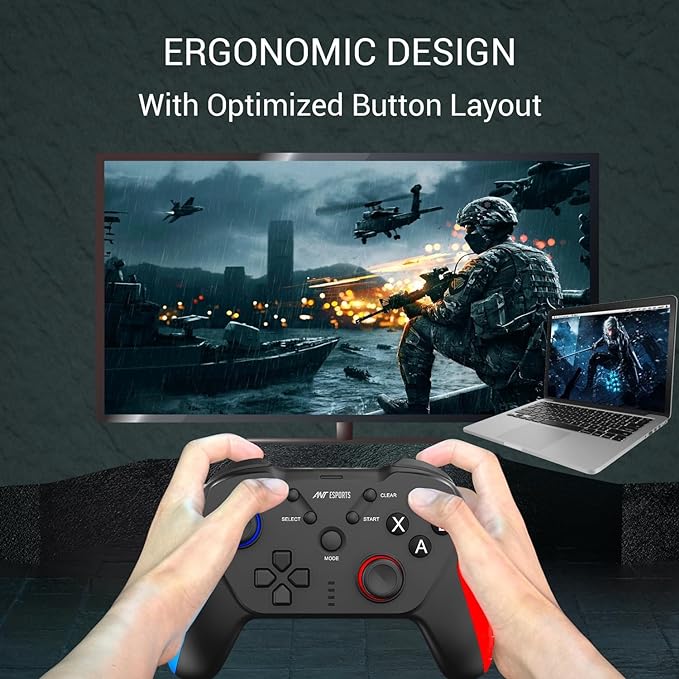 ERGONOMIC DESIGN
With Optimized Button Layout
ANT ESPORTS
CLEAR
SELECT
START
MODE
X
A